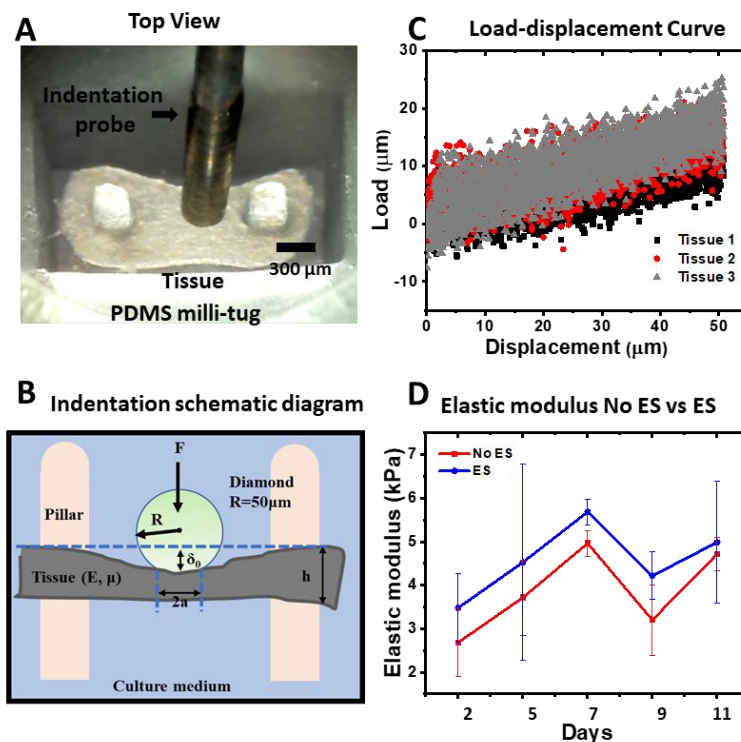 A
Top View
Indentation
probe
300 µm
Tissue
PDMS milli-tug
C
Load-displacement Curve
30
20
10
0
-10
Load (µm)
Tissue 1
Tissue 2
Tissue 3
0
10
20
30
40
50
Displacement (µm)
B
Indentation schematic diagram
F
Diamond
R=50µm
Pillar
R
δ₀
Tissue (E, µ)
h
2a
Culture medium
D
Elastic modulus No ES vs ES
7
6
5
4
3
2
Elastic modulus (kPa)
No ES
ES
2
5
7
9
11
Days